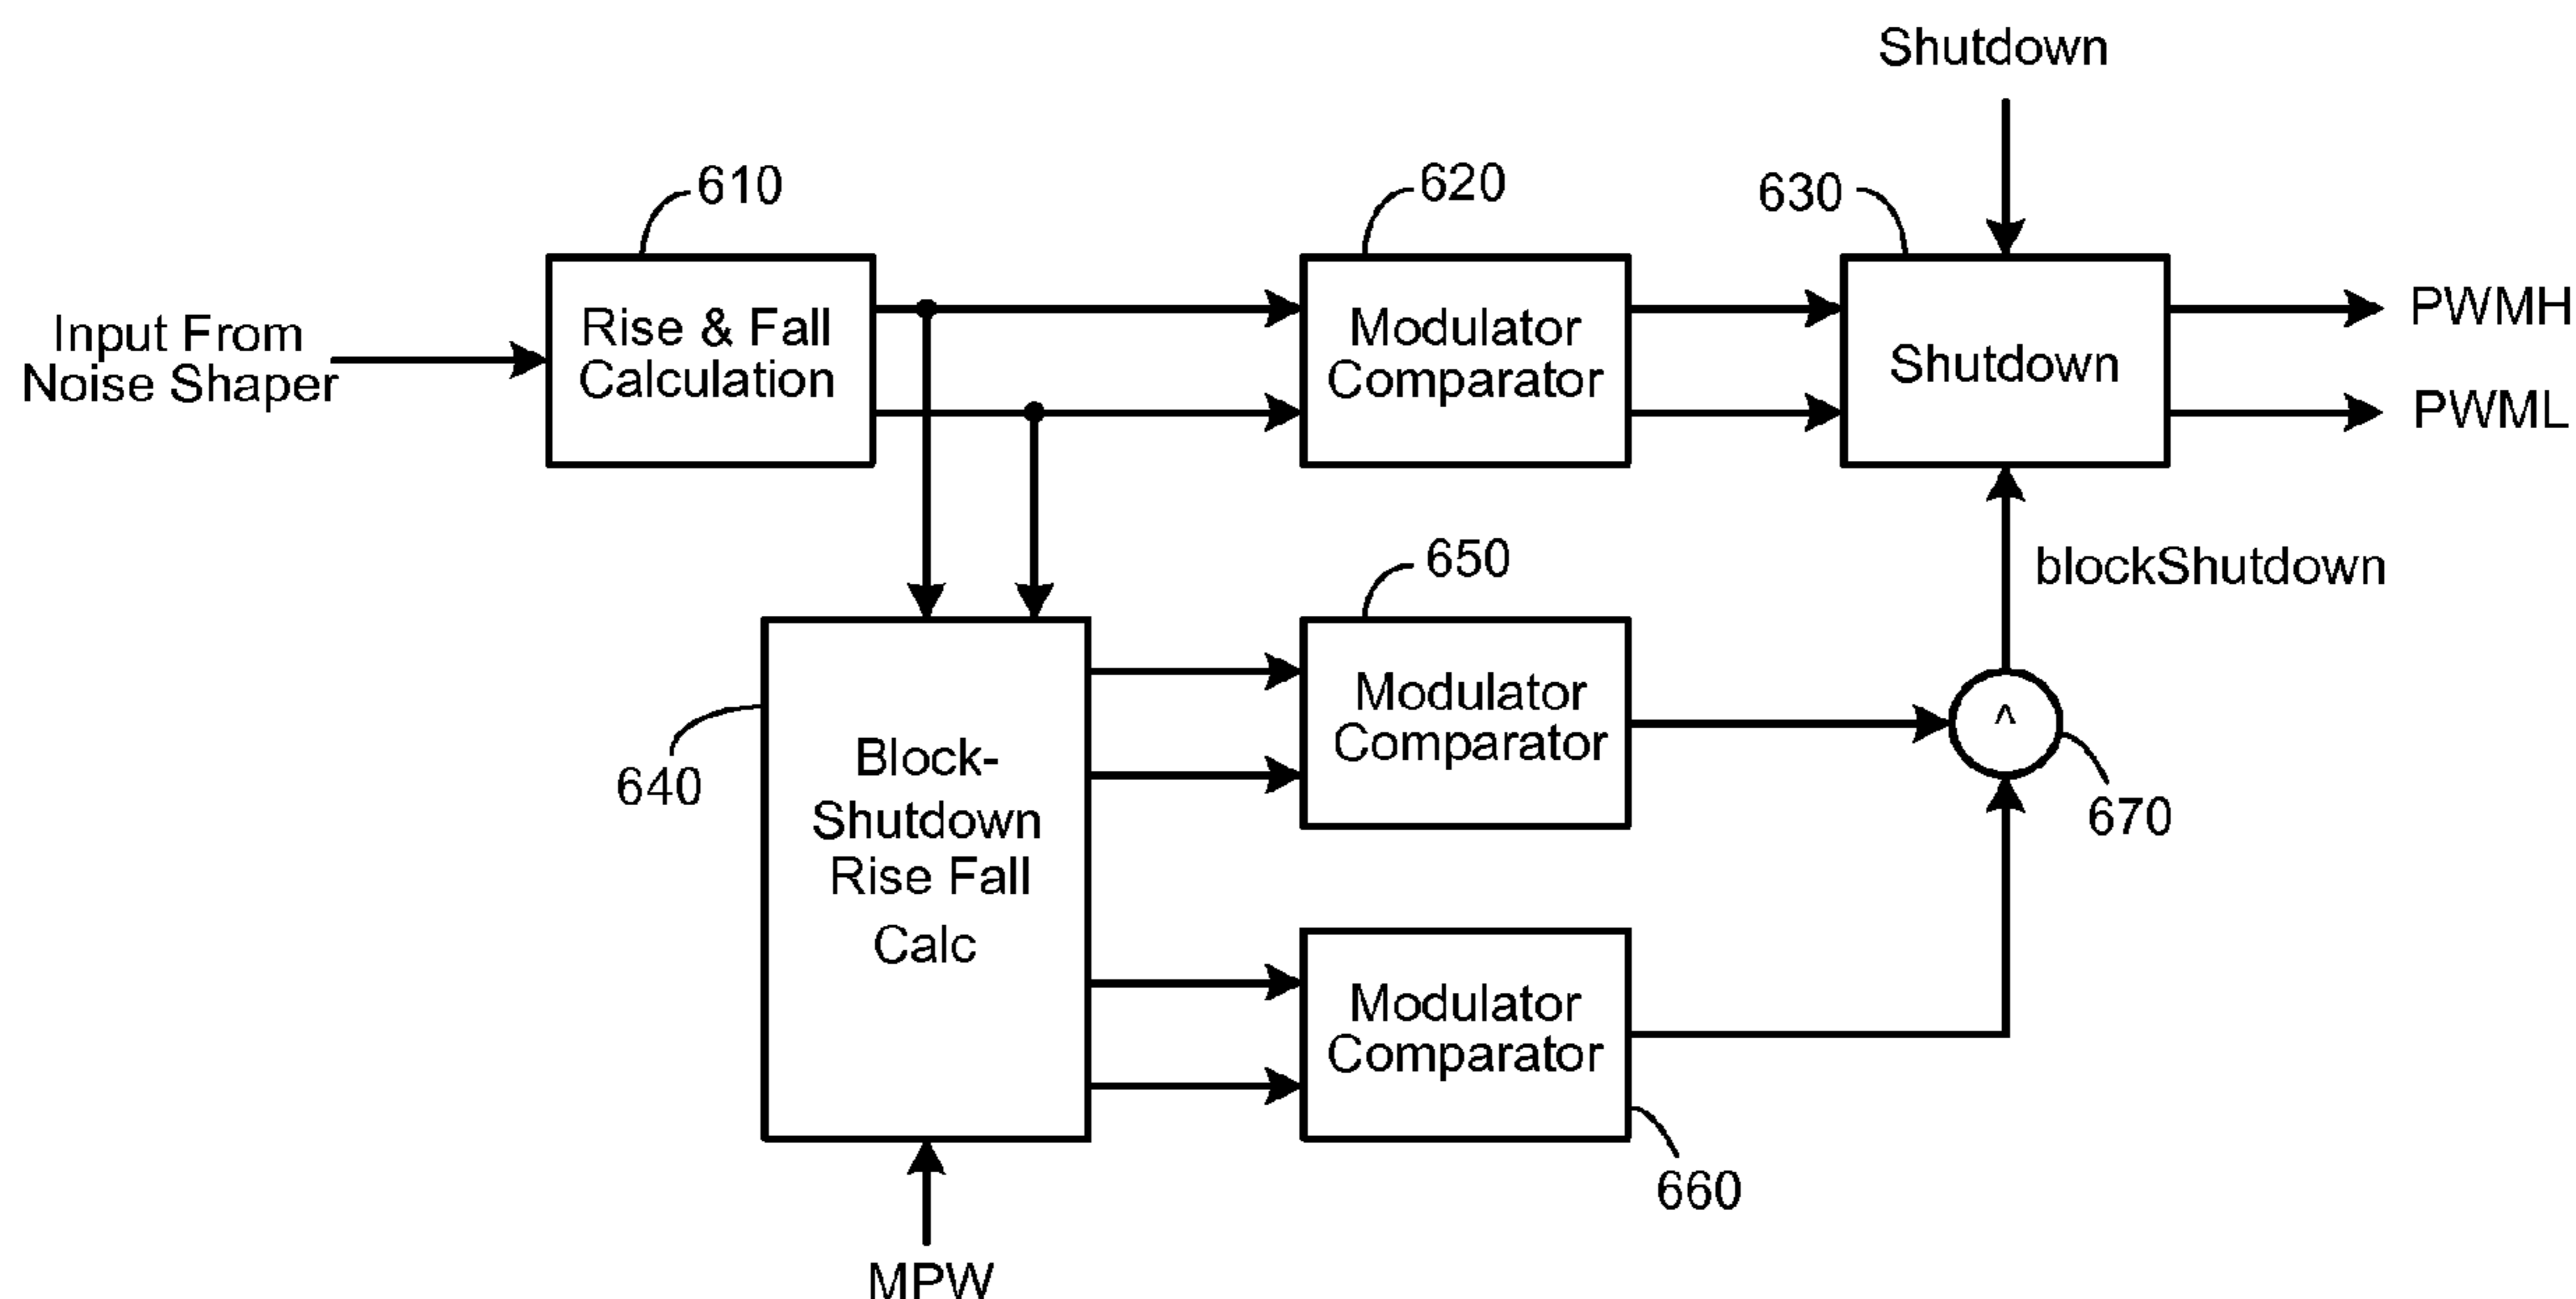 Shutdown
610
620
630
Input From
Noise Shaper
Rise & Fall
Calculation
Modulator
Comparator
Shutdown
PWMH
PWML
650
blockShutdown
640
Block-
Shutdown
Rise Fall
Calc
Modulator
Comparator
^
670
Modulator
Comparator
660
MPW